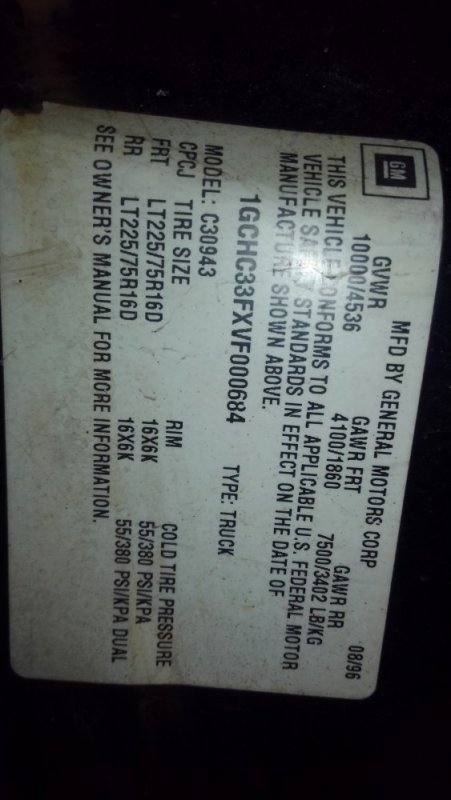 GM
MFD BY GENERAL MOTORS CORP 08/96
GVWR GAWR FRT GAWR RR
10000/4536 4100/1860 7500/3402 LB/KG
THIS VEHICLE CONFORMS TO ALL APPLICABLE U.S. FEDERAL MOTOR
VEHICLE SAFETY STANDARDS IN EFFECT ON THE DATE OF
MANUFACTURE SHOWN ABOVE.
1GCHC33FXVF000684 TYPE: TRUCK
MODEL: C30943
CPCJ TIRE SIZE RIM COLD TIRE PRESSURE
FRT LT225/75R16D 16X6K 55/380 PSI/KPA
RR LT225/75R16D 16X6K 55/380 PSI/KPA DUAL
SEE OWNER'S MANUAL FOR MORE INFORMATION.